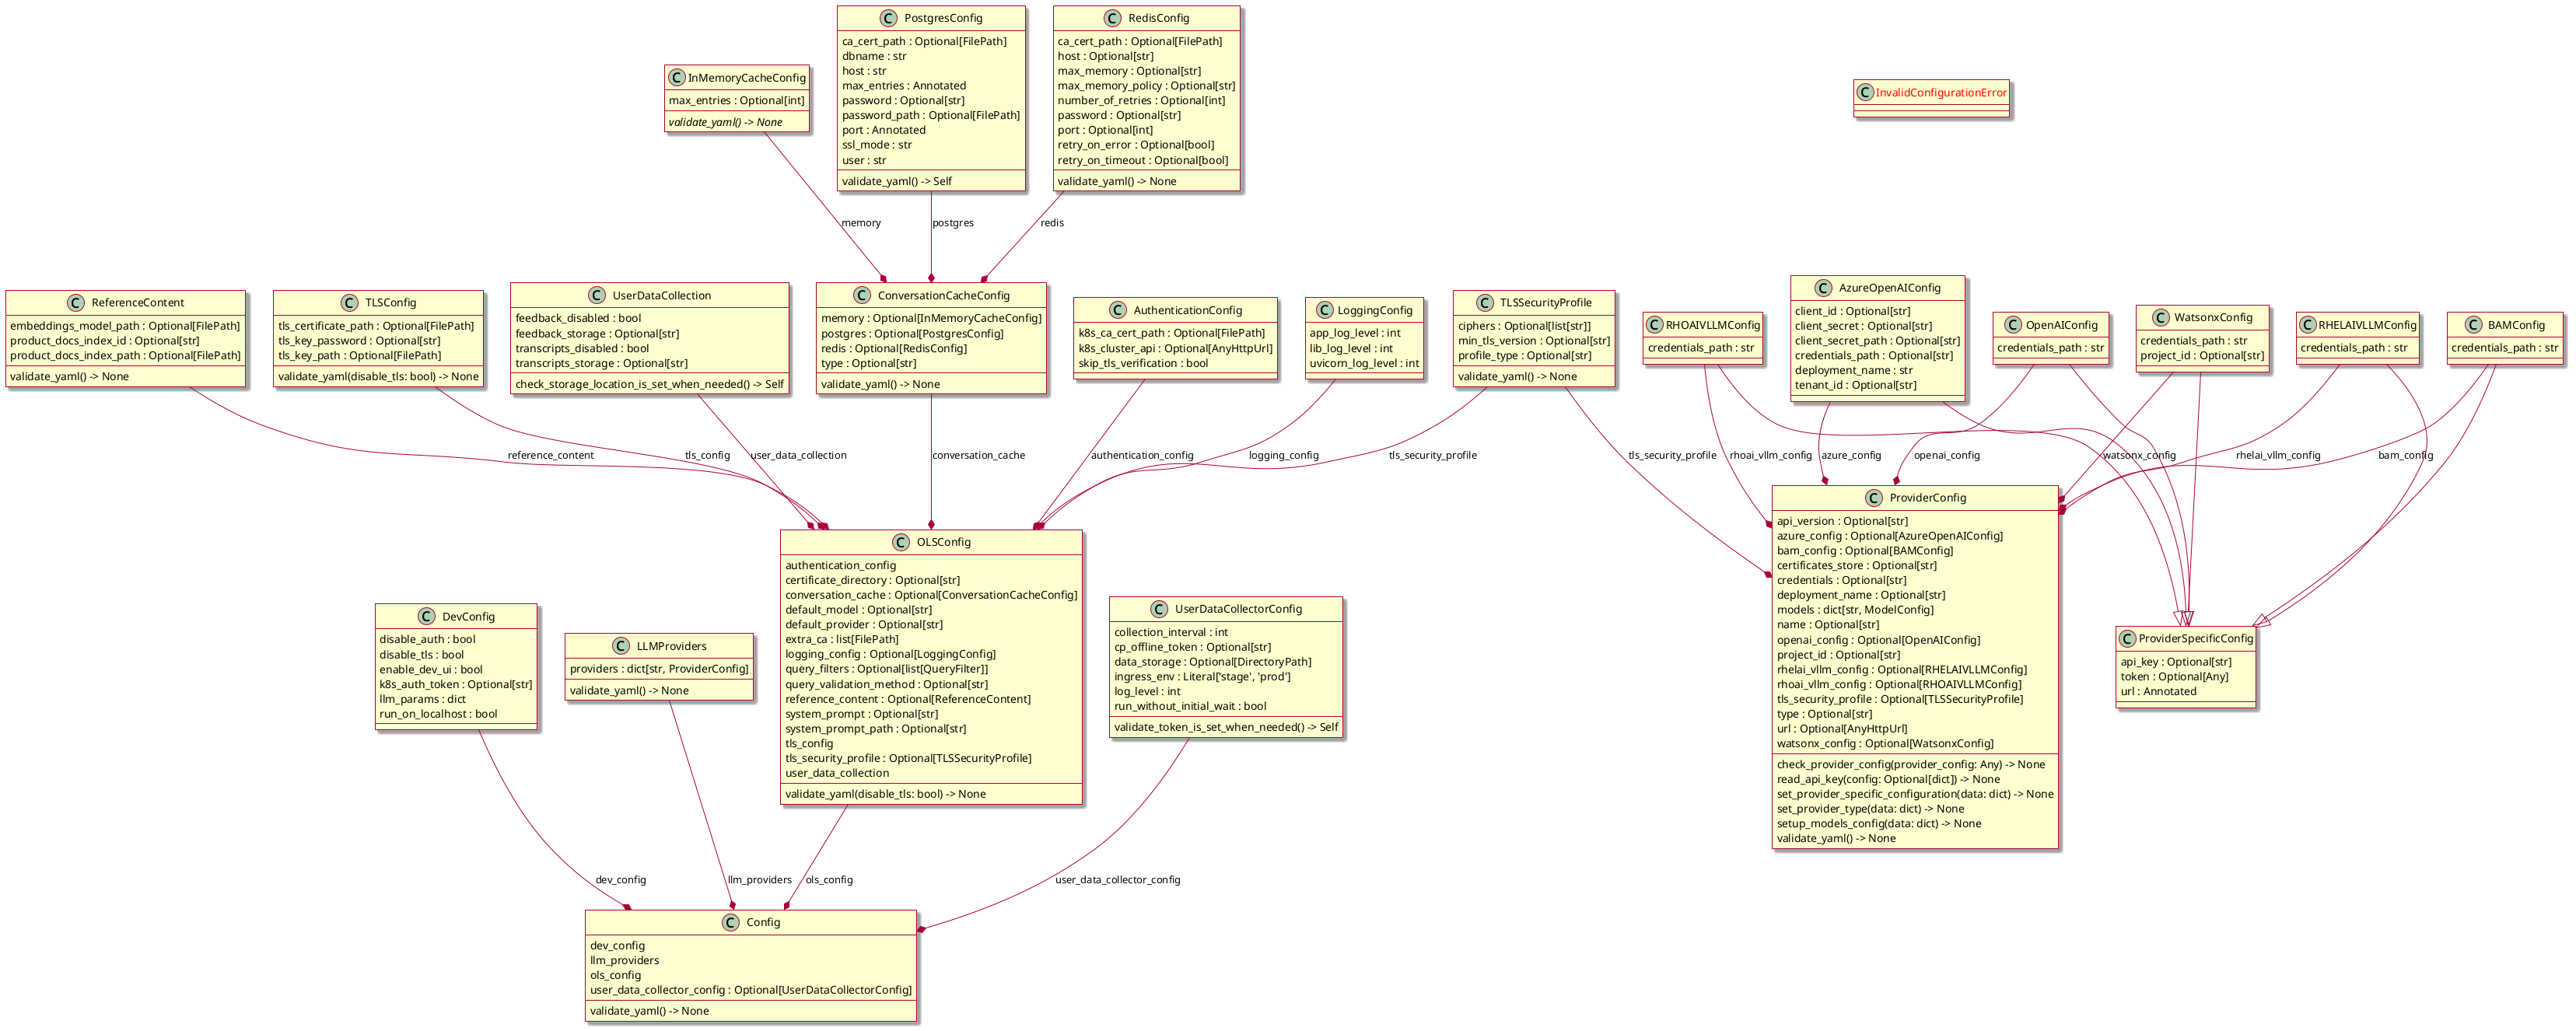 C PostgresConfig
ca_cert_path : Optional[FilePath]
dbname : str
host : str
max_entries : Annotated
password : Optional[str]
password_path : Optional[FilePath]
port : Annotated
ssl_mode : str
user : str
validate_yaml() -> Self
C RedisConfig
ca_cert_path : Optional[FilePath]
host : Optional[str]
max_memory : Optional[str]
max_memory_policy : Optional[str]
number_of_retries : Optional[int]
password : Optional[str]
port : Optional[int]
retry_on_error : Optional[bool]
retry_on_timeout : Optional[bool]
validate_yaml() -> None
C InMemoryCacheConfig
max_entries : Optional[int]
validate_yaml() -> None
C InvalidConfigurationError
memory
postgres
redis
C ReferenceContent
embeddings_model_path : Optional[FilePath]
product_docs_index_id : Optional[str]
product_docs_index_path : Optional[FilePath]
validate_yaml() -> None
C TLSConfig
tls_certificate_path : Optional[FilePath]
tls_key_password : Optional[str]
tls_key_path : Optional[FilePath]
validate_yaml(disable_tls: bool) -> None
C UserDataCollection
feedback_disabled : bool
feedback_storage : Optional[str]
transcripts_disabled : bool
transcripts_storage : Optional[str]
check_storage_location_is_set_when_needed() -> Self
C ConversationCacheConfig
memory : Optional[InMemoryCacheConfig]
postgres : Optional[PostgresConfig]
redis : Optional[RedisConfig]
type : Optional[str]
validate_yaml() -> None
C AuthenticationConfig
k8s_ca_cert_path : Optional[FilePath]
k8s_cluster_api : Optional[AnyHttpUrl]
skip_tls_verification : bool
C LoggingConfig
app_log_level : int
lib_log_level : int
uvicorn_log_level : int
C TLSSecurityProfile
ciphers : Optional[list[str]]
min_tls_version : Optional[str]
profile_type : Optional[str]
validate_yaml() -> None
C RHOAIVLLMConfig
credentials_path : str
C AzureOpenAIConfig
client_id : Optional[str]
client_secret : Optional[str]
client_secret_path : Optional[str]
credentials_path : Optional[str]
deployment_name : str
tenant_id : Optional[str]
C OpenAIConfig
credentials_path : str
C WatsonxConfig
credentials_path : str
project_id : Optional[str]
C RHELAIVLLMConfig
credentials_path : str
C BAMConfig
credentials_path : str
reference_content
tls_config
user_data_collection
conversation_cache
authentication_config
logging_config
tls_security_profile
tls_security_profile
rhoai_vllm_config
azure_config
openai_config
watsonx_config
rhelai_vllm_config
bam_config
C DevConfig
disable_auth : bool
disable_tls : bool
enable_dev_ui : bool
k8s_auth_token : Optional[str]
llm_params : dict
run_on_localhost : bool
C LLMProviders
providers : dict[str, ProviderConfig]
validate_yaml() -> None
C OLSConfig
authentication_config
certificate_directory : Optional[str]
conversation_cache : Optional[ConversationCacheConfig]
default_model : Optional[str]
default_provider : Optional[str]
extra_ca : list[FilePath]
logging_config : Optional[LoggingConfig]
query_filters : Optional[list[QueryFilter]]
query_validation_method : Optional[str]
reference_content : Optional[ReferenceContent]
system_prompt : Optional[str]
system_prompt_path : Optional[str]
tls_config
tls_security_profile : Optional[TLSSecurityProfile]
user_data_collection
validate_yaml(disable_tls: bool) -> None
C UserDataCollectorConfig
collection_interval : int
cp_offline_token : Optional[str]
data_storage : Optional[DirectoryPath]
ingress_env : Literal['stage', 'prod']
log_level : int
run_without_initial_wait : bool
validate_token_is_set_when_needed() -> Self
C ProviderConfig
api_version : Optional[str]
azure_config : Optional[AzureOpenAIConfig]
bam_config : Optional[BAMConfig]
certificates_store : Optional[str]
credentials : Optional[str]
deployment_name : Optional[str]
models : dict[str, ModelConfig]
name : Optional[str]
openai_config : Optional[OpenAIConfig]
project_id : Optional[str]
rhelai_vllm_config : Optional[RHELAIVLLMConfig]
rhoai_vllm_config : Optional[RHOAIVLLMConfig]
tls_security_profile : Optional[TLSSecurityProfile]
type : Optional[str]
url : Optional[AnyHttpUrl]
watsonx_config : Optional[WatsonxConfig]
check_provider_config(provider_config: Any) -> None
read_api_key(config: Optional[dict]) -> None
set_provider_specific_configuration(data: dict) -> None
set_provider_type(data: dict) -> None
setup_models_config(data: dict) -> None
validate_yaml() -> None
C ProviderSpecificConfig
api_key : Optional[str]
token : Optional[Any]
url : Annotated
dev_config
llm_providers
ols_config
user_data_collector_config
C Config
dev_config
llm_providers
ols_config
user_data_collector_config : Optional[UserDataCollectorConfig]
validate_yaml() -> None